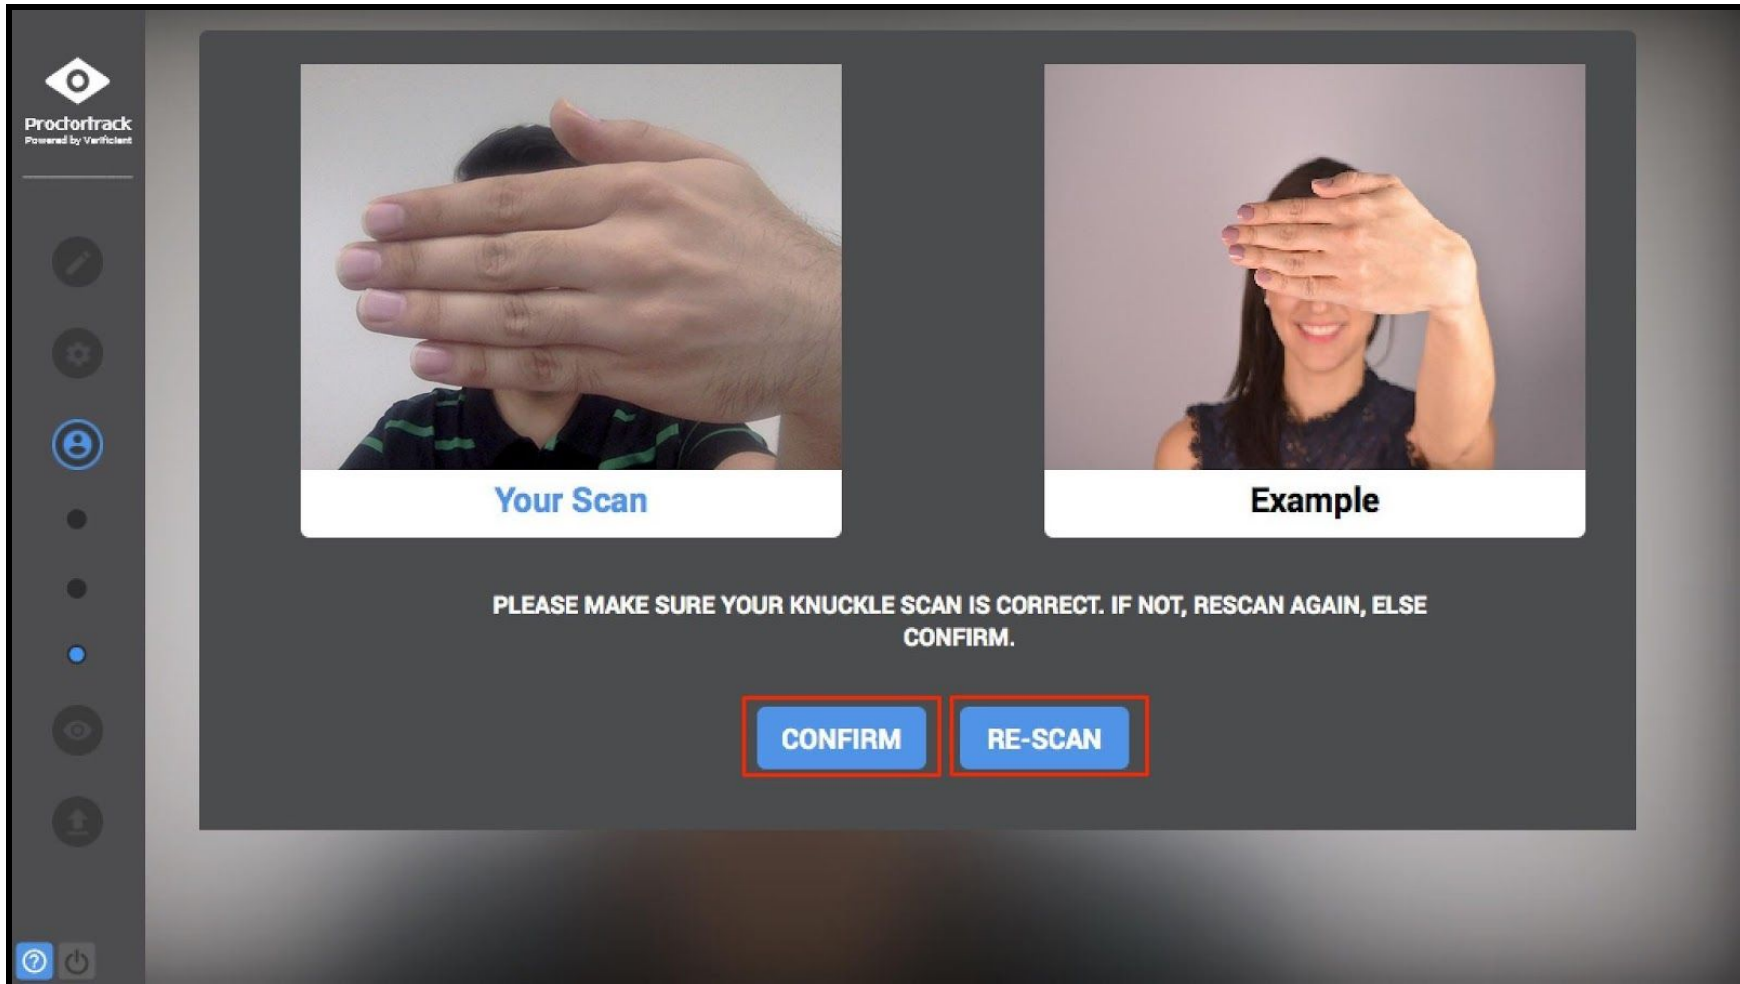 Proctortrack
Powered by Verificient
Your Scan
Example
PLEASE MAKE SURE YOUR KNUCKLE SCAN IS CORRECT. IF NOT, RESCAN AGAIN, ELSE
CONFIRM.
CONFIRM
RE-SCAN